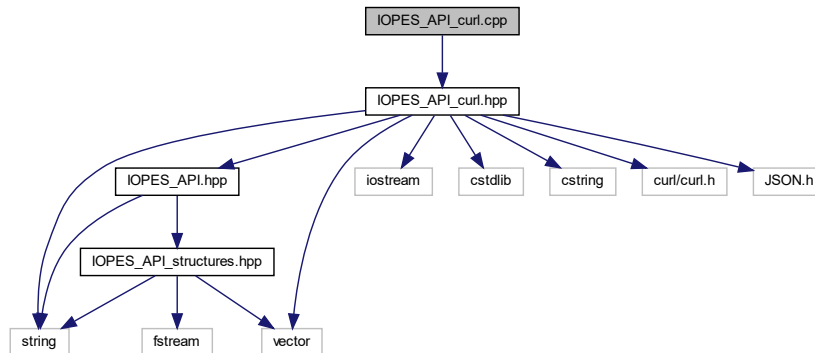 IOPES_API_curl.cpp
IOPES_API_curl.hpp
IOPES_API.hpp
iostream
cstdlib
cstring
curl/curl.h
JSON.h
IOPES_API_structures.hpp
string
fstream
vector